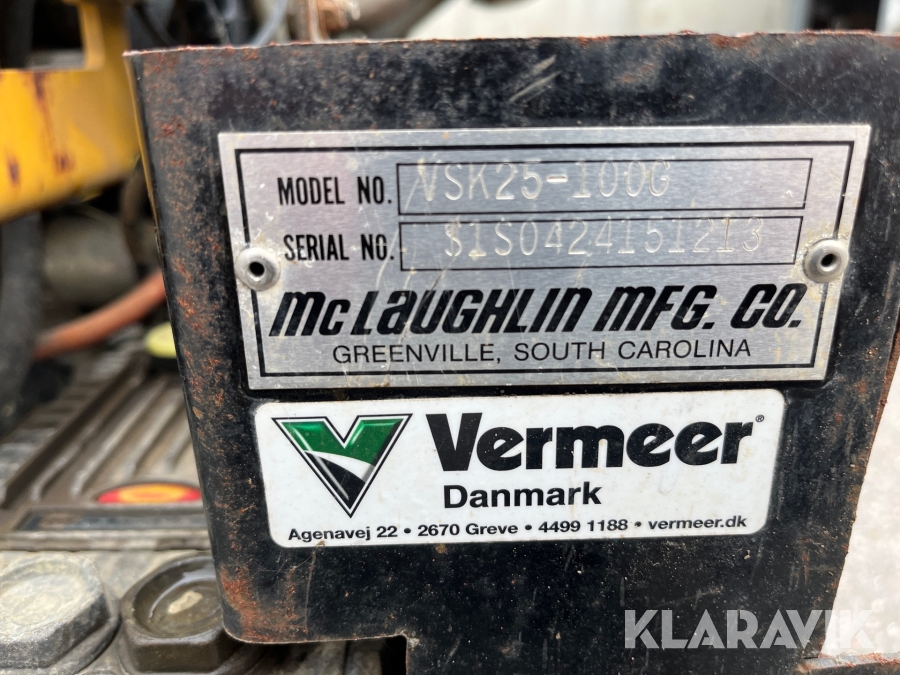 MODEL NO. VSK25-100G
SERIAL NO. S1S0424151213
McLAUGHLIN MFG. CO.
GREENVILLE, SOUTH CAROLINA
Vermeer®
Danmark
Agenavej 22 • 2670 Greve • 4499 1188 • vermeer.dk
KLARAVIK